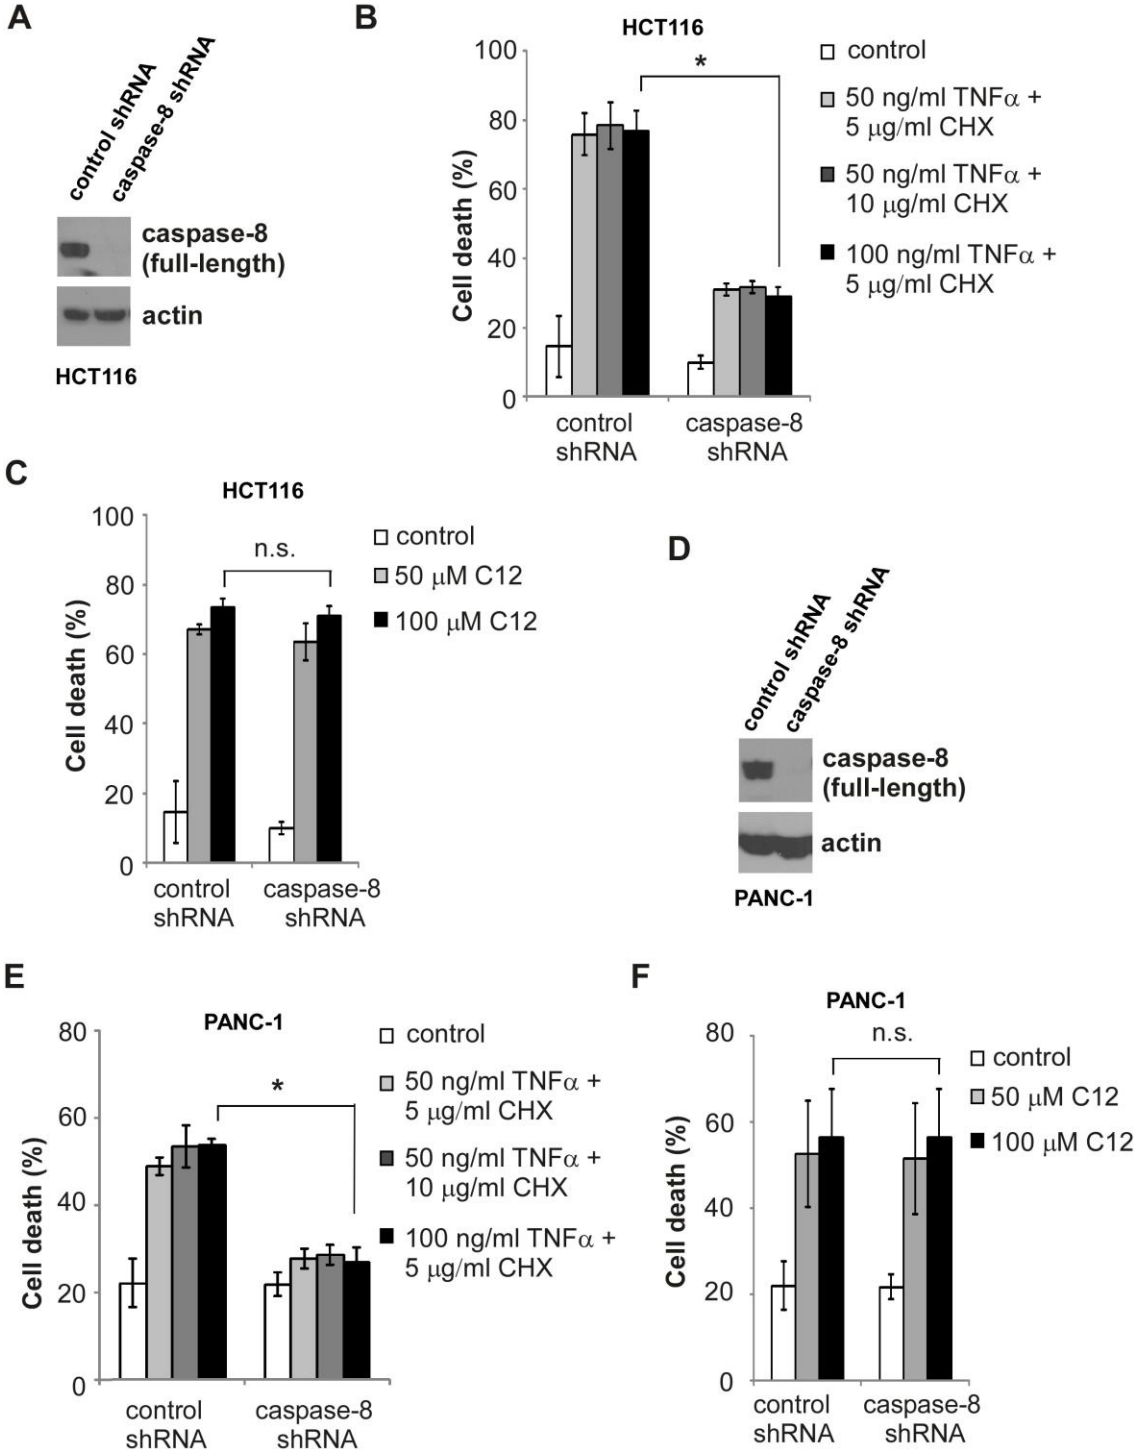 A
control shRNA
caspase-8 shRNA
caspase-8
(full-length)
actin
HCT116
B
HCT116
*
Cell death (%)
100
80
60
40
20
0
control
shRNA
caspase-8
shRNA
control
50 ng/ml TNFα +
5 μg/ml CHX
50 ng/ml TNFα +
10 μg/ml CHX
100 ng/ml TNFα +
5 μg/ml CHX
C
HCT116
n.s.
Cell death (%)
100
80
60
40
20
0
control
shRNA
caspase-8
shRNA
control
50 μM C12
100 μM C12
D
control shRNA
caspase-8 shRNA
caspase-8
(full-length)
actin
PANC-1
E
PANC-1
*
Cell death (%)
80
60
40
20
0
control
shRNA
caspase-8
shRNA
control
50 ng/ml TNFα +
5 μg/ml CHX
50 ng/ml TNFα +
10 μg/ml CHX
100 ng/ml TNFα +
5 μg/ml CHX
F
PANC-1
n.s.
Cell death (%)
80
60
40
20
0
control
shRNA
caspase-8
shRNA
control
50 μM C12
100 μM C12